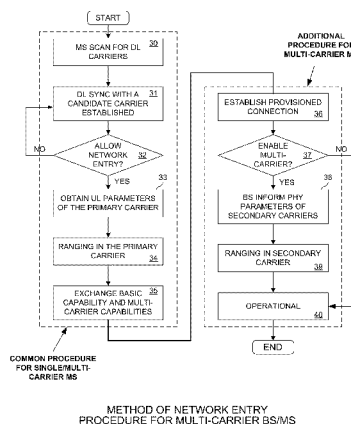 START
30
MS SCAN FOR DL
CARRIERS
31
DL SYNC WITH A
CANDIDATE CARRIER
ESTABLISHED
NO
ALLOW
NETWORK
ENTRY?
32
YES
33
OBTAIN UL PARAMETERS
OF THE PRIMARY CARRIER
RANGING IN THE PRIMARY
CARRIER
34
EXCHANGE BASIC
35
CAPABILITY AND MULTI-
CARRIER CAPABILITIES
COMMON PROCEDURE
FOR SINGLE/MULTI-
CARRIER MS
ADDITIONAL
PROCEDURE FOR
MULTI-CARRIER M
ESTABLISH PROVISIONED
CONNECTION
36
ENABLE
MULTI-
CARRIER?
37
NO
YES
38
BS INFORM PHY
PARAMETERS OF
SECONDARY CARRIERS
RANGING IN SECONDARY
CARRIER
39
OPERATIONAL
40
END
METHOD OF NETWORK ENTRY
PROCEDURE FOR MULTI-CARRIER BS/MS